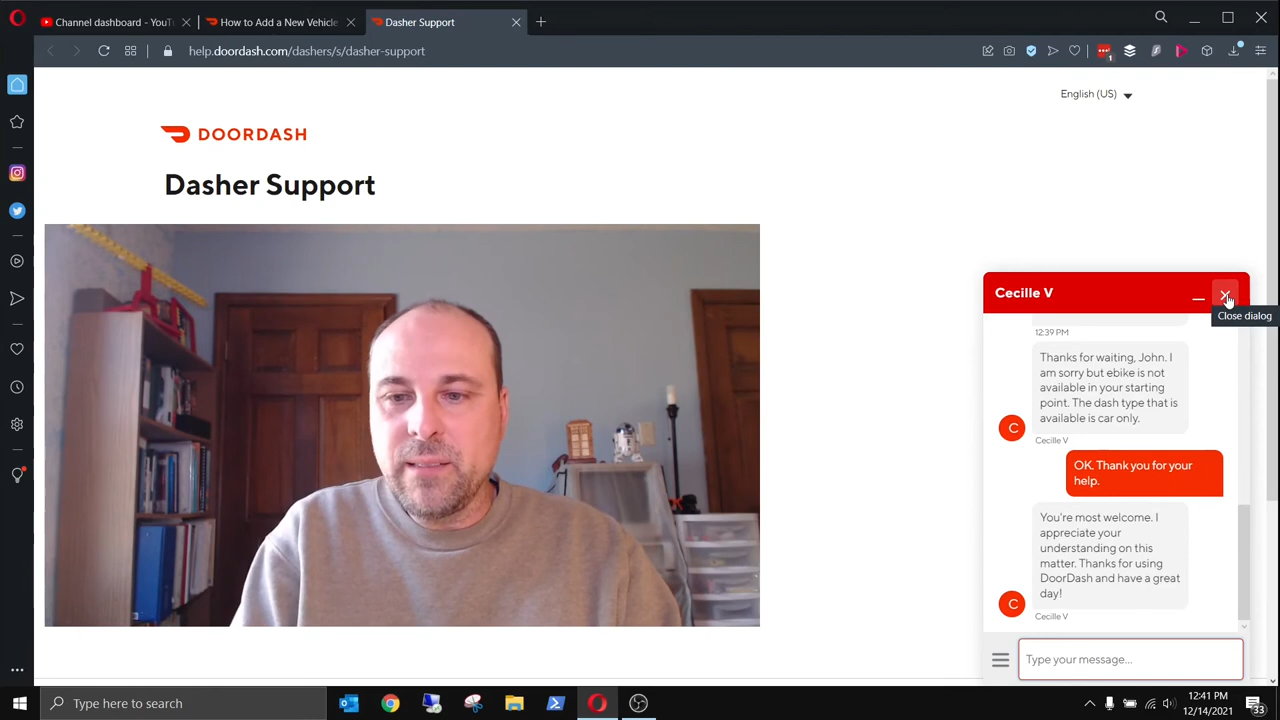 Channel dashboard - YouT
How to Add a New Vehicle
Dasher Support
help.doordash.com/dashers/s/dasher-support
1
English (US)
DOORDASH
Dasher Support
Cecille V
Close dialog
12:39 PM
Thanks for waiting, John. I
am sorry but ebike is not
available in your starting
point. The dash type that is
available is car only.
C
Cecille V
OK. Thank you for your
help.
You're most welcome. I
appreciate your
understanding on this
matter. Thanks for using
DoorDash and have a great
day!
C
Cecille V
Type your message...
Type here to search
12:41 PM
12/14/2021
33